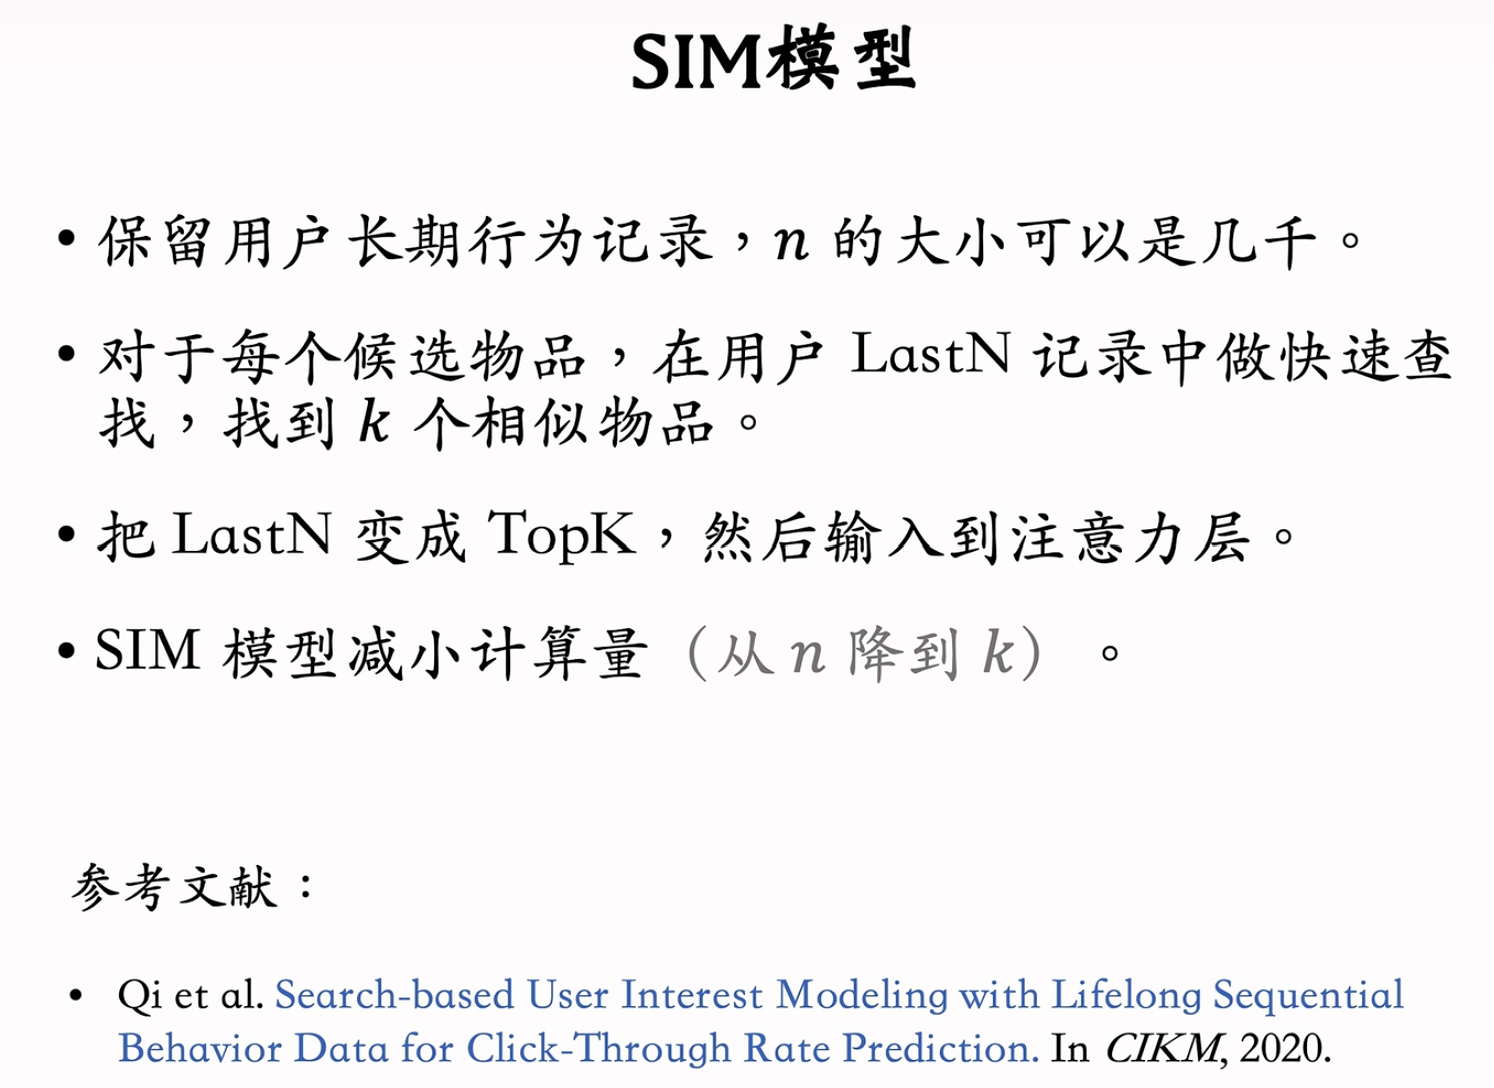 SIM模型
• 保留用户长期行为记录，n 的大小可以是几千。
• 对于每个候选物品，在用户 LastN 记录中做快速查
找，找到 k 个相似物品。
• 把 LastN 变成 TopK，然后输入到注意力层。
• SIM 模型减小计算量（从 n 降到 k）。
参考文献：
• Qi et al. Search-based User Interest Modeling with Lifelong Sequential
Behavior Data for Click-Through Rate Prediction. In CIKM, 2020.